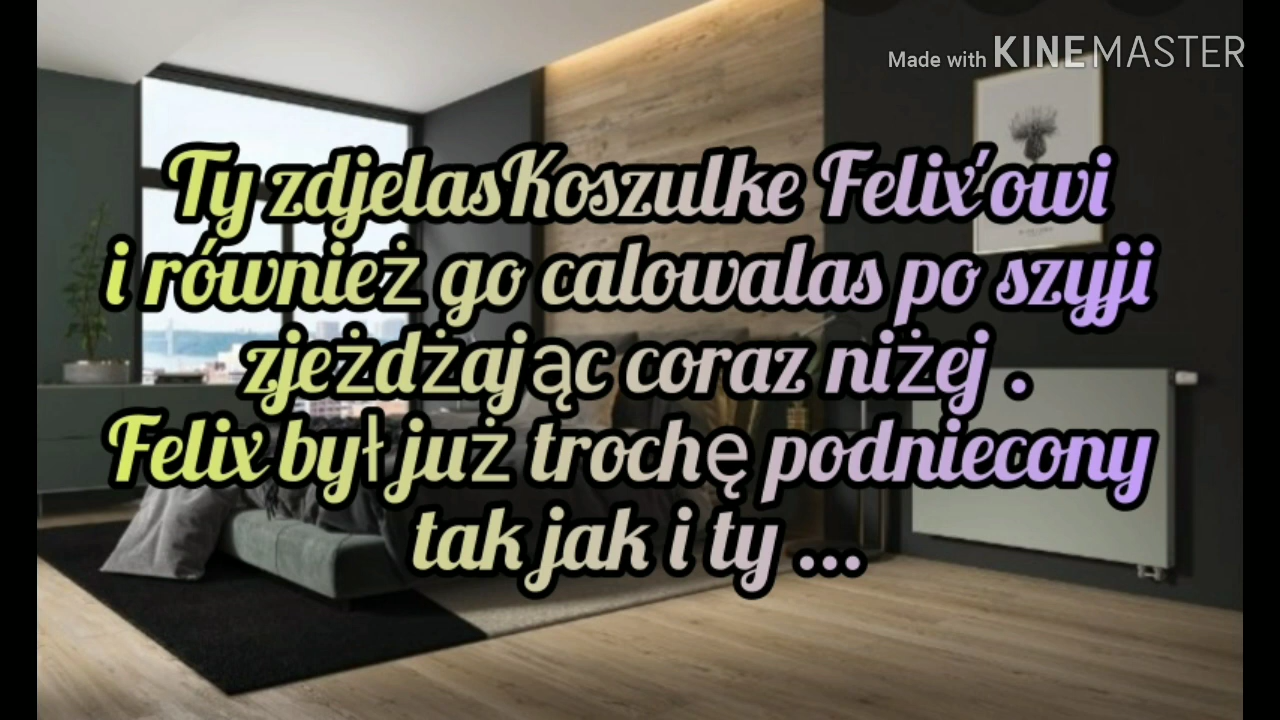 Made with KINEMASTER
Ty zdjelasKoszulke Felix'owi
i również go calowalas po szyji
zjeżdżając coraz niżej .
Felix był już trochę podniecony
tak jak i ty ...